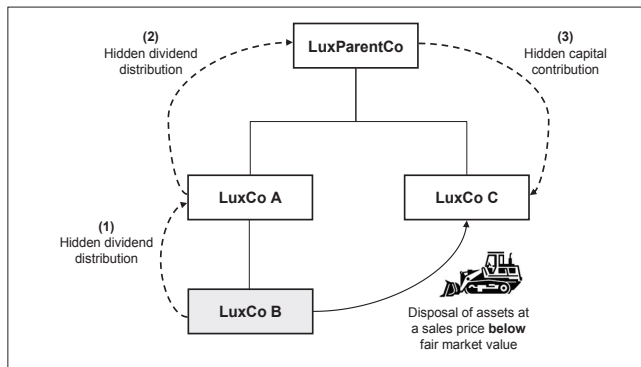 (2)
Hidden dividend
distribution
LuxParentCo
(3)
Hidden capital
contribution
LuxCo A
LuxCo C
(1)
Hidden dividend
distribution
LuxCo B
Disposal of assets at
a sales price below
fair market value